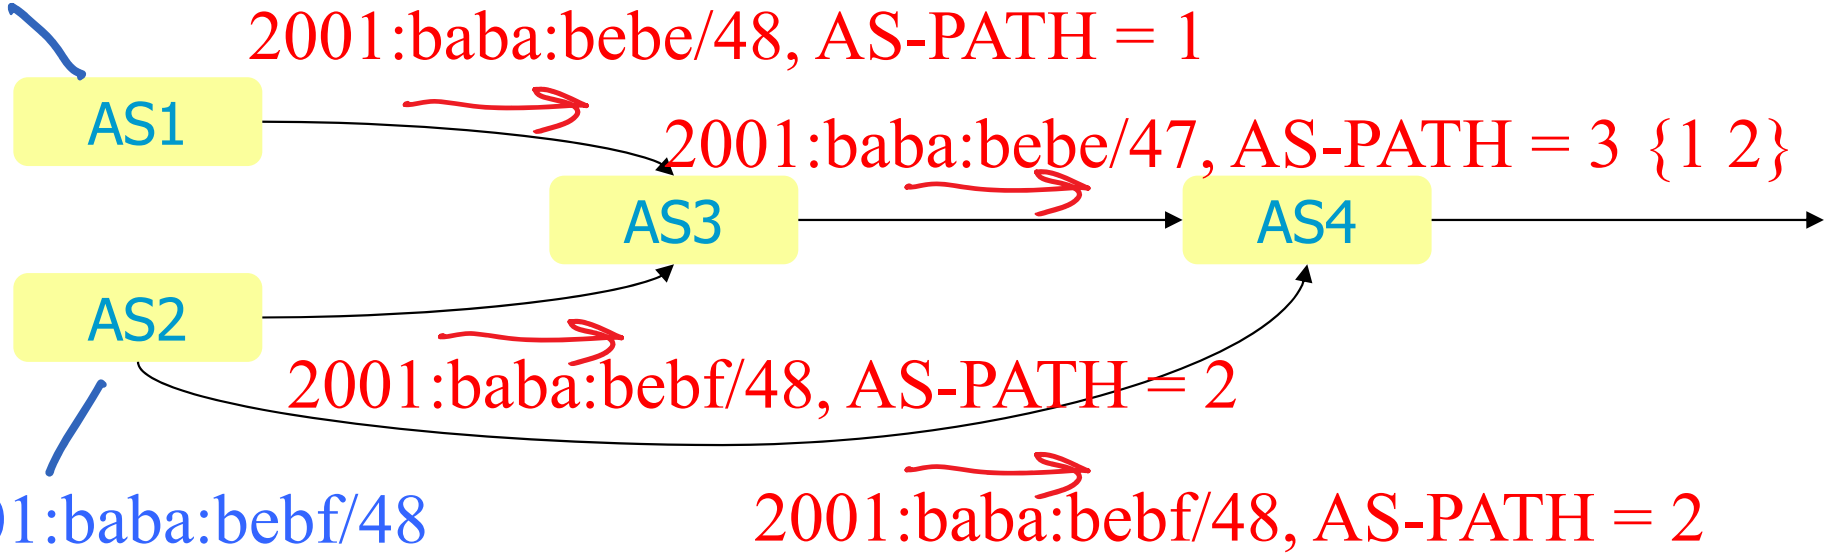 2001:baba:bebe/48, AS-PATH = 1
AS1
2001:baba:bebe/47, AS-PATH = 3 {1 2}
AS3
AS4
AS2
2001:baba:bebf/48, AS-PATH = 2
01:baba:bebf/48
2001:baba:bebf/48, AS-PATH = 2